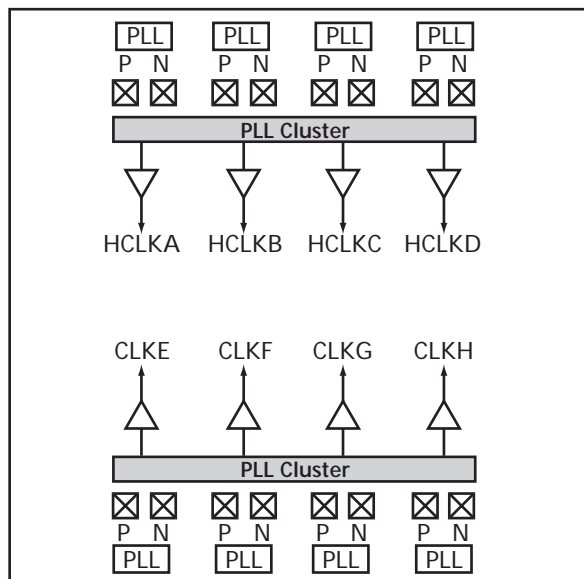 PLL PLL PLL PLL
P N P N P N P N
PLL Cluster
HCLKA HCLKB HCLKC HCLKD
CLKE CLKF CLKG CLKH
PLL Cluster
P N P N P N P N
PLL PLL PLL PLL